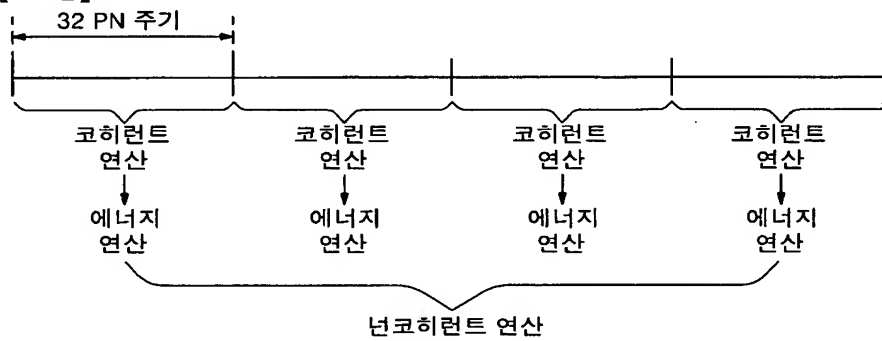 32 PN 주기
코히런트 코히런트 코히런트 코히런트
연산 연산 연산 연산
에너지 에너지 에너지 에너지
연산 연산 연산 연산
넌코히런트 연산